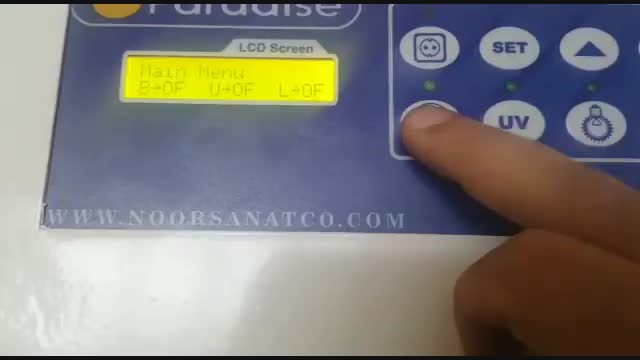 Paradise
LCD Screen
Main Menu
B→OF U→OF L→OF
SET
UV
WWW.NOORSANATCO.COM